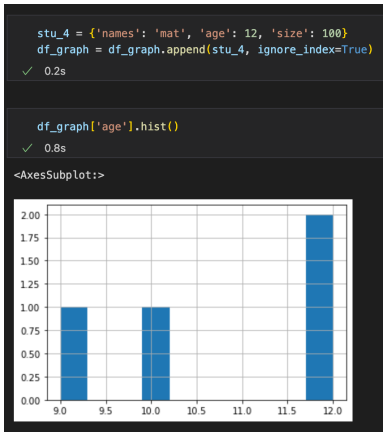 stu_4 = {'names': 'mat', 'age': 12, 'size': 100}
df_graph = df_graph.append(stu_4, ignore_index=True)
✓ 0.2s
df_graph['age'].hist()
✓ 0.8s
<AxesSubplot:>
2.00
1.75
1.50
1.25
1.00
0.75
0.50
0.25
0.00
9.0 9.5 10.0 10.5 11.0 11.5 12.0